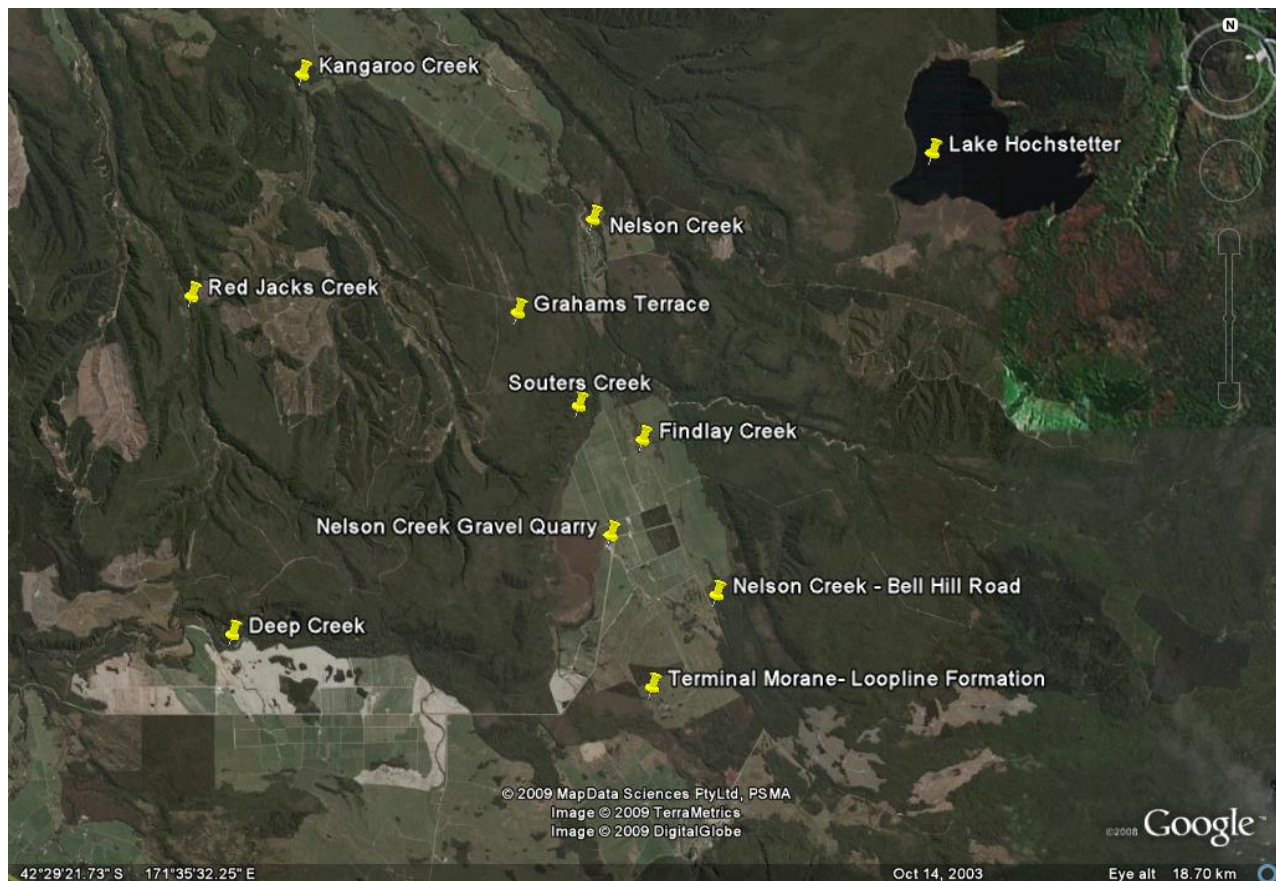 N
Kangaroo Creek
Lake Hochstetter
Nelson Creek
Red Jacks Creek
Grahams Terrace
Souters Creek
Findlay Creek
Nelson Creek Gravel Quarry
Nelson Creek - Bell Hill Road
Deep Creek
Terminal Morane- Loopline Formation
© 2009 MapData Sciences PtyLtd, PSMA
Image © 2009 TerraMetrics
Image © 2009 DigitalGlobe
©2008 Google™
42°29'21.73" S 171°35'32.25" E Oct 14, 2003 Eye alt 18.70 km